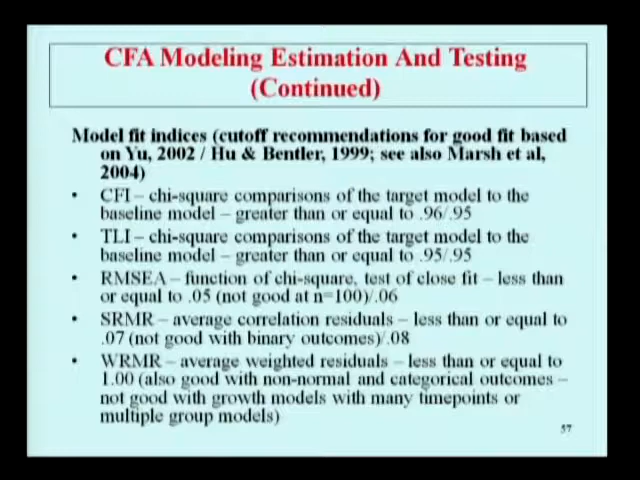 CFA Modeling Estimation And Testing
(Continued)
Model fit indices (cutoff recommendations for good fit based
on Yu, 2002 / Hu & Bentler, 1999; see also Marsh et al,
2004)
• CFI – chi-square comparisons of the target model to the
baseline model – greater than or equal to .96/.95
• TLI – chi-square comparisons of the target model to the
baseline model – greater than or equal to .95/.95
• RMSEA – function of chi-square, test of close fit – less than
or equal to .05 (not good at n=100)/.06
• SRMR – average correlation residuals – less than or equal to
.07 (not good with binary outcomes)/.08
• WRMR – average weighted residuals – less than or equal to
1.00 (also good with non-normal and categorical outcomes –
not good with growth models with many timepoints or
multiple group models)
57